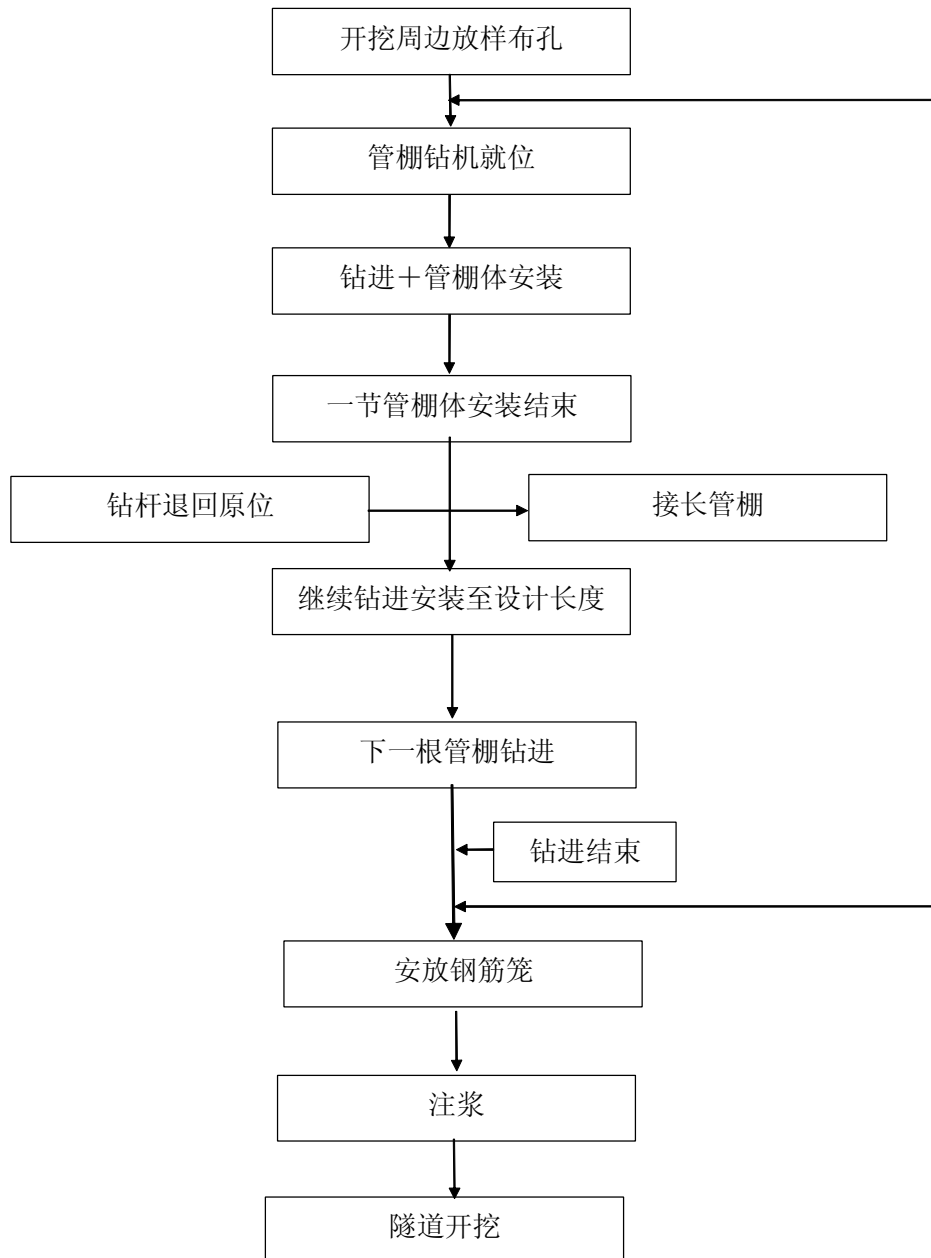 开挖周边放样布孔
管棚钻机就位
钻进＋管棚体安装
一节管棚体安装结束
钻杆退回原位
接长管棚
继续钻进安装至设计长度
下一根管棚钻进
钻进结束
安放钢筋笼
注浆
隧道开挖